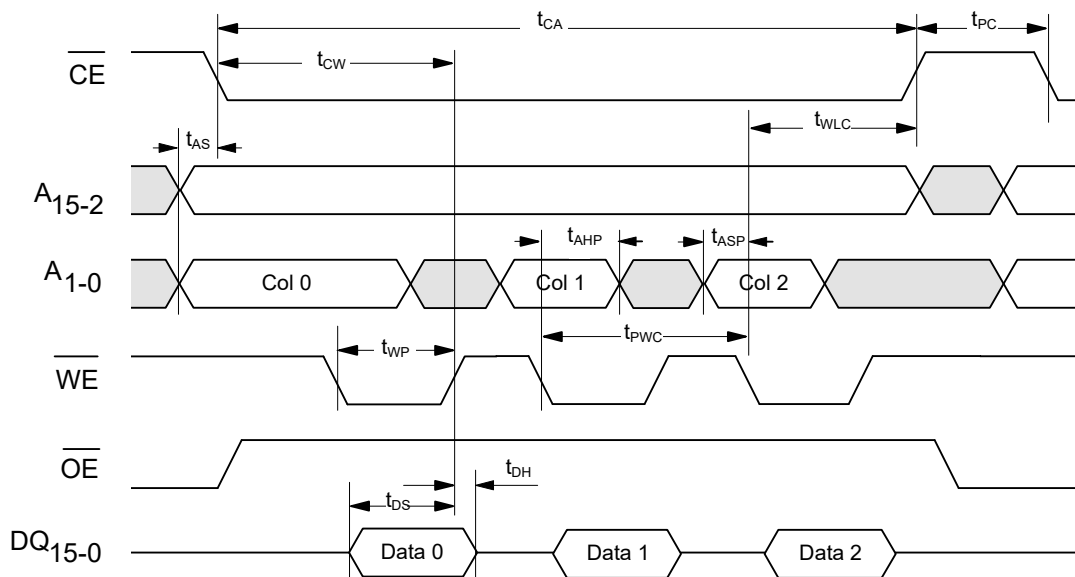 tCA
tPC
CE
tCW
tWLC
tAS
A15-2
tAHP
tASP
A1-0
Col 0
Col 1
Col 2
tPWC
tWP
WE
OE
tDH
tDS
DQ15-0
Data 0
Data 1
Data 2